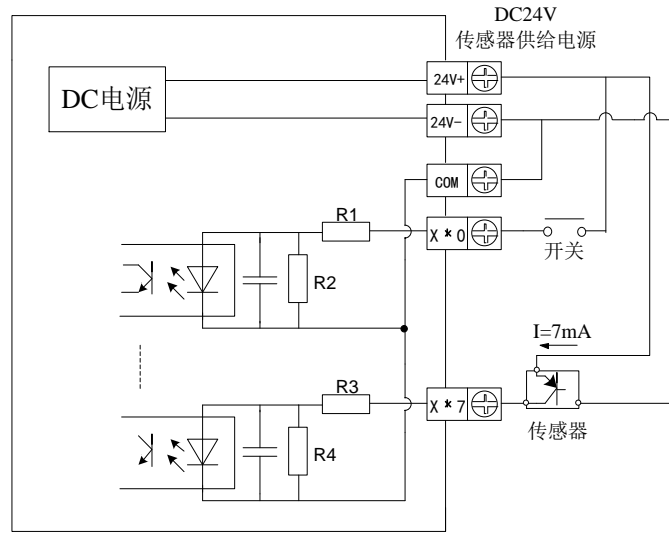 DC24V
传感器供给电源
DC电源
24V+
24V-
COM
R1
X * 0
开关
R2
I=7mA
R3
X * 7
传感器
R4